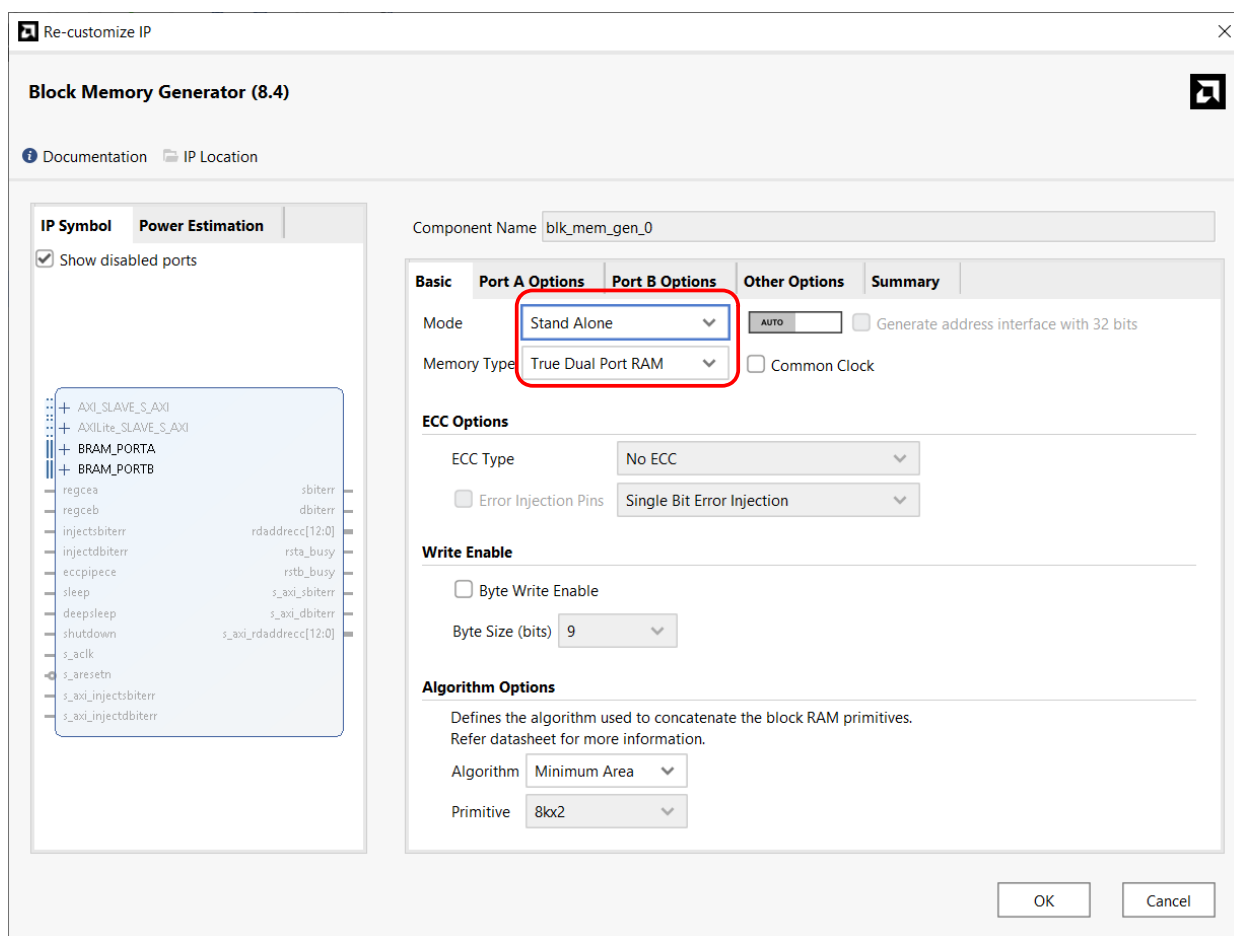 Re-customize IP
Block Memory Generator (8.4)
Documentation IP Location
IP Symbol Power Estimation
Show disabled ports
AXI_SLAVE_S_AXI
AXILite_SLAVE_S_AXI
BRAM_PORTA
BRAM_PORTB
regcea sbiterr
regceb dbiterr
injectsbiterr rdaddrecc[12:0]
injectdbiterr rsta_busy
eccpipece rstb_busy
sleep s_axi_sbiterr
deepsleep s_axi_dbiterr
shutdown s_axi_rdaddrecc[12:0]
s_aclk
s_aresetn
s_axi_injectsbiterr
s_axi_injectdbiterr
Component Name blk_mem_gen_0
Basic Port A Options Port B Options Other Options Summary
Mode Stand Alone AUTO Generate address interface with 32 bits
Memory Type True Dual Port RAM Common Clock
ECC Options
ECC Type No ECC
Error Injection Pins Single Bit Error Injection
Write Enable
Byte Write Enable
Byte Size (bits) 9
Algorithm Options
Defines the algorithm used to concatenate the block RAM primitives.
Refer datasheet for more information.
Algorithm Minimum Area
Primitive 8kx2
OK Cancel